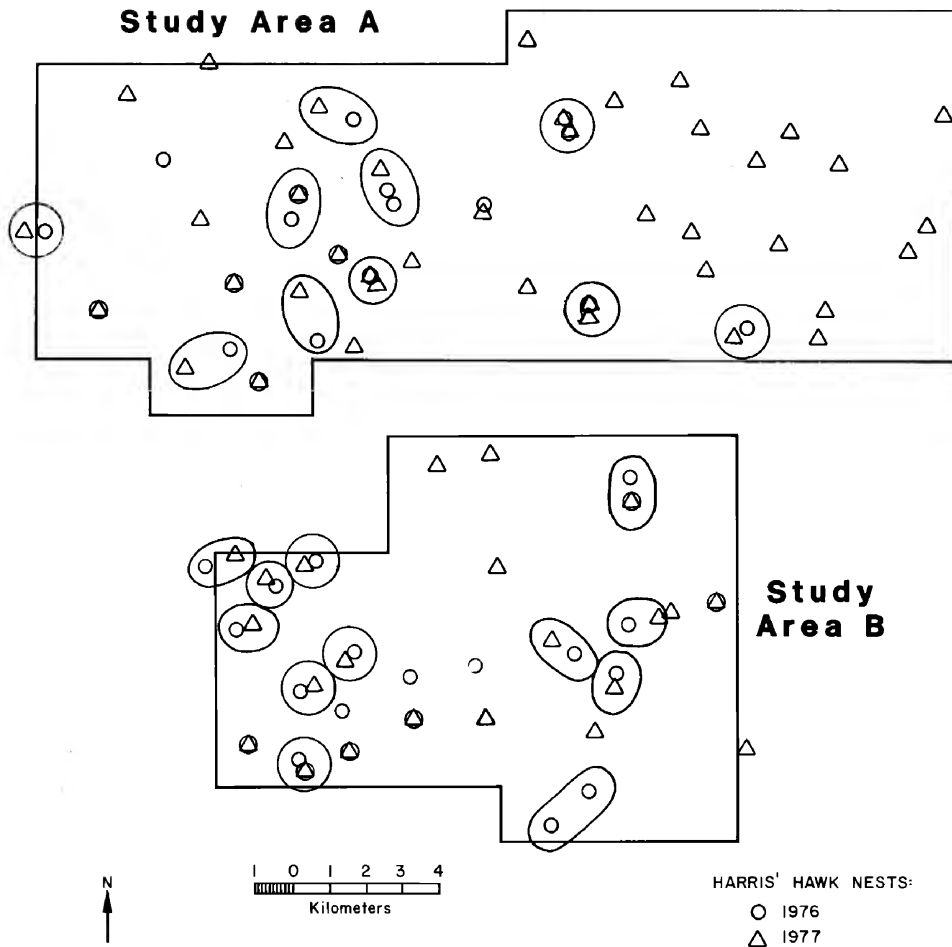 Study Area A
Study
Area B
1 0 1 2 3 4
Kilometers
N
HARRIS' HAWK NESTS:
1976
1977